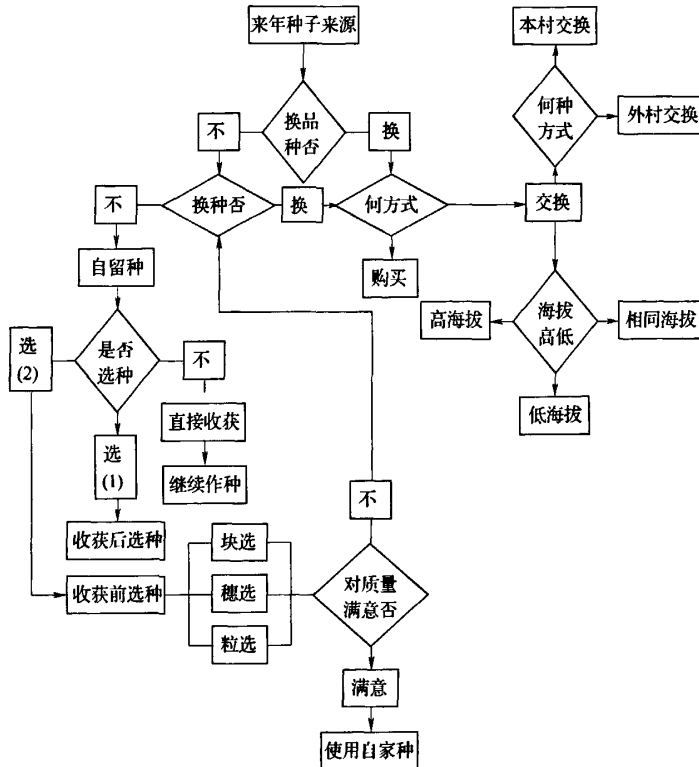 来年种子来源
本村交换
换品
种否
何种
方式
外村交换
不
换
不
换种否
换
何方式
交换
自留种
购买
高海拔
海拔
高低
相同海拔
选
(2)
是否
选种
不
低海拔
直接收获
选
(1)
继续作种
不
收获后选种
块选
收获前选种
穗选
对质量
满意否
粒选
满意
使用自家种